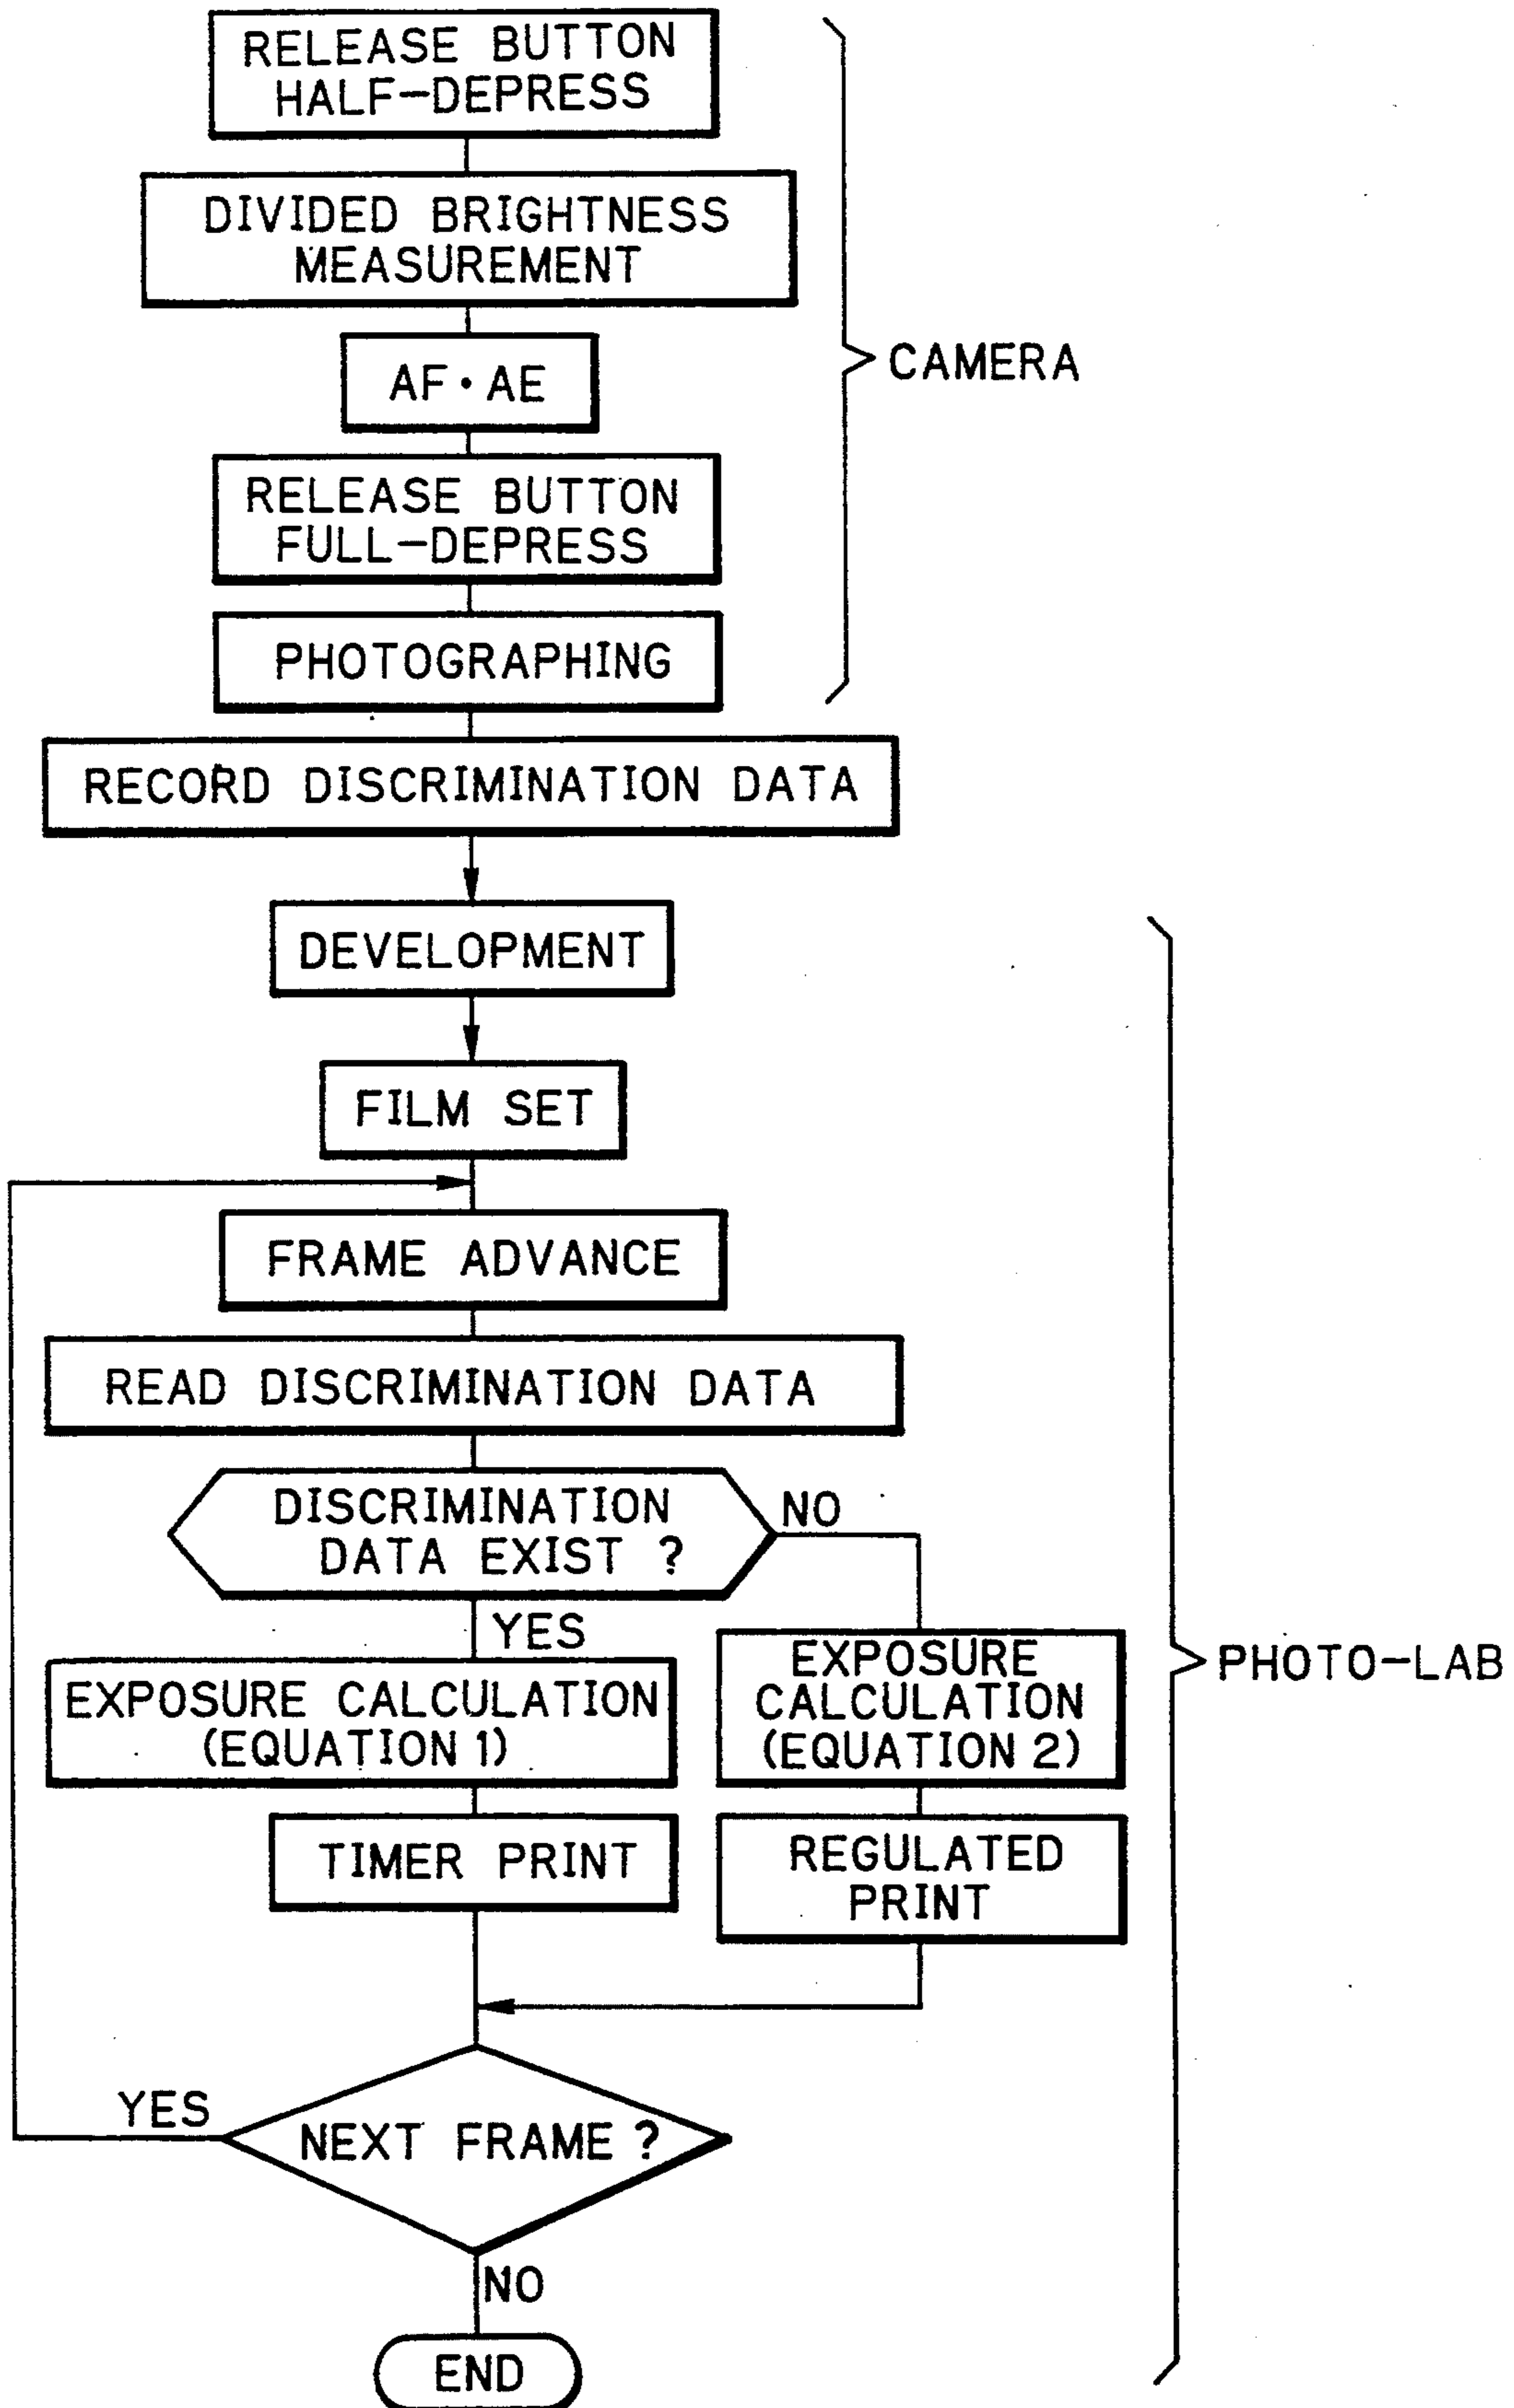 RELEASE BUTTON
HALF-DEPRESS
DIVIDED BRIGHTNESS
MEASUREMENT
AF・AE
CAMERA
RELEASE BUTTON
FULL-DEPRESS
PHOTOGRAPHING
RECORD DISCRIMINATION DATA
DEVELOPMENT
FILM SET
FRAME ADVANCE
READ DISCRIMINATION DATA
DISCRIMINATION
DATA EXIST ?
NO
YES
EXPOSURE CALCULATION
(EQUATION 1)
EXPOSURE
CALCULATION
(EQUATION 2)
PHOTO-LAB
TIMER PRINT
REGULATED
PRINT
YES
NEXT FRAME ?
NO
END